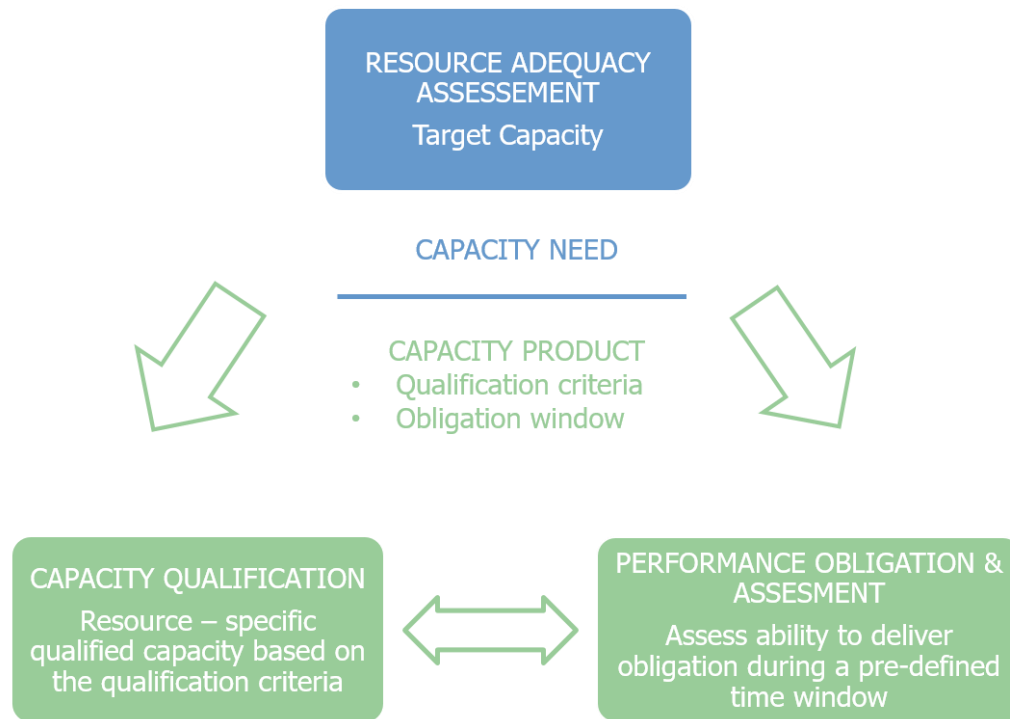 RESOURCE ADEQUACY
ASSESSEMENT
Target Capacity
CAPACITY NEED
CAPACITY PRODUCT
• Qualification criteria
• Obligation window
CAPACITY QUALIFICATION
Resource – specific
qualified capacity based on
the qualification criteria
PERFORMANCE OBLIGATION &
ASSESMENT
Assess ability to deliver
obligation during a pre-defined
time window